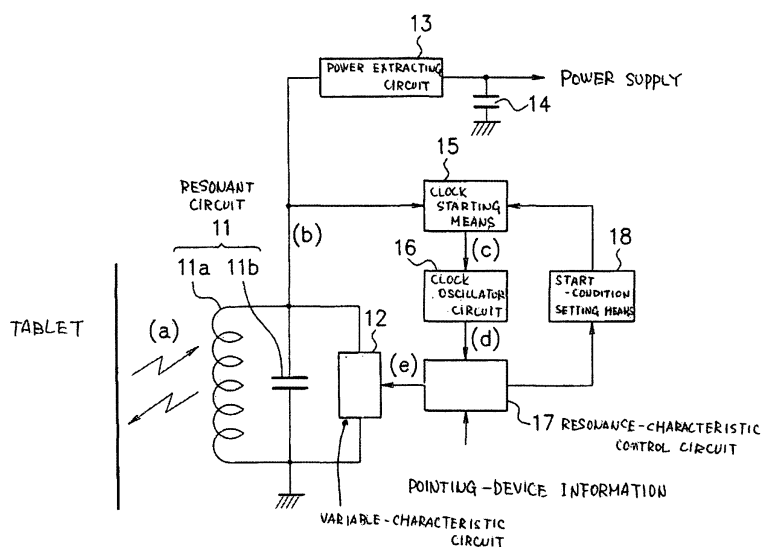 13
POWER EXTRACTING
CIRCUIT
POWER SUPPLY
14
15
RESONANT
CIRCUIT
11
CLOCK
STARTING
MEANS
(b)
(c)
18
11a
11b
16
CLOCK
OSCILLATOR
CIRCUIT
START
-CONDITION
SETTING MEANS
TABLET
(a)
12
(d)
(e)
17 RESONANCE-CHARACTERISTIC
CONTROL CIRCUIT
POINTING-DEVICE INFORMATION
VARIABLE-CHARACTERISTIC
CIRCUIT